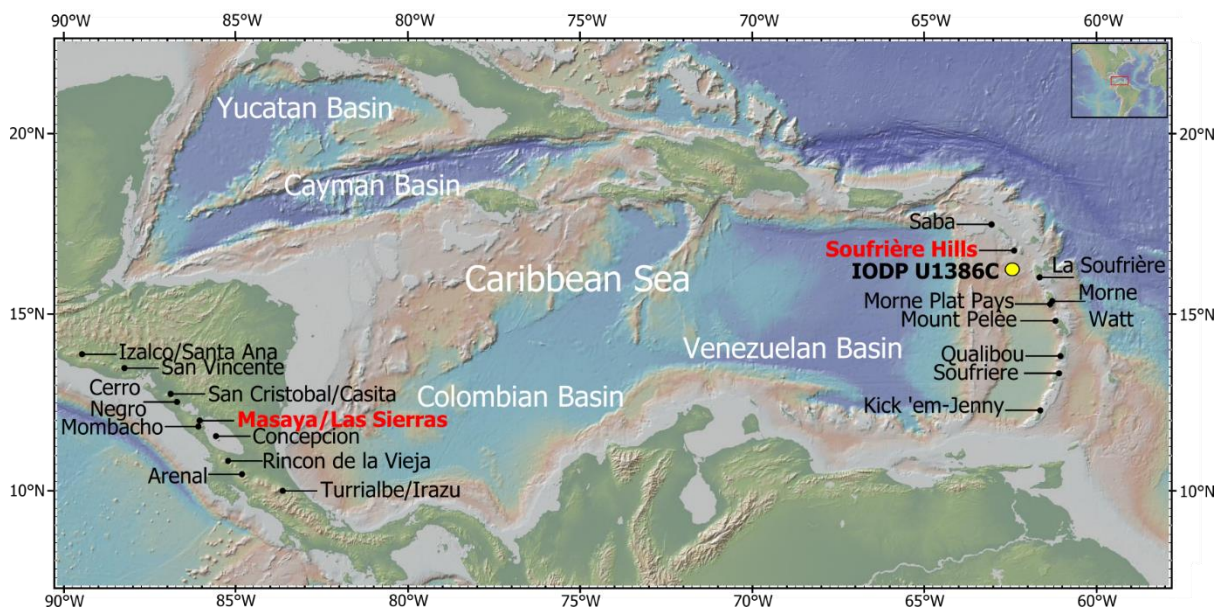 90°W 85°W 80°W 75°W 70°W 65°W 60°W
Yucatan Basin
20°N 20°N
Cayman Basin
Saba
Soufrière Hills
Caribbean Sea
IODP U1386C
La Soufrière
Morne Plat Pays
Morne
Watt
15°N 15°N
Mount Pelèe
Izalco/Santa Ana
San Vincente
Venezuelan Basin
Qualibou
Soufriere
Cerro
Negro
San Cristobal/Casita
Colombian Basin
Kick 'em-Jenny
Mombacho
Masaya/Las Sierras
Concepcion
Rincon de la Vieja
Arenal
Turrialbe/Irazu
10°N 10°N
90°W 85°W 80°W 75°W 70°W 65°W 60°W